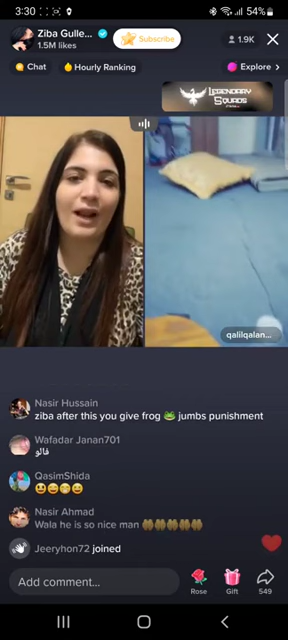 3:30
54%
Ziba Gulle...
1.5M likes
Subscribe
1.9K
Chat
Hourly Ranking
Explore
LEGENDARY
SQUADS
qalilqalan...
Nasir Hussain
ziba after this you give frog 🐸 jumbs punishment
Wafadar Janan701
فالو
QasimShida
Nasir Ahmad
Wala he is so nice man 🤲🤲🤲🤲🤲
Jeeryhon72 joined
Add comment...
Rose
Gift
549